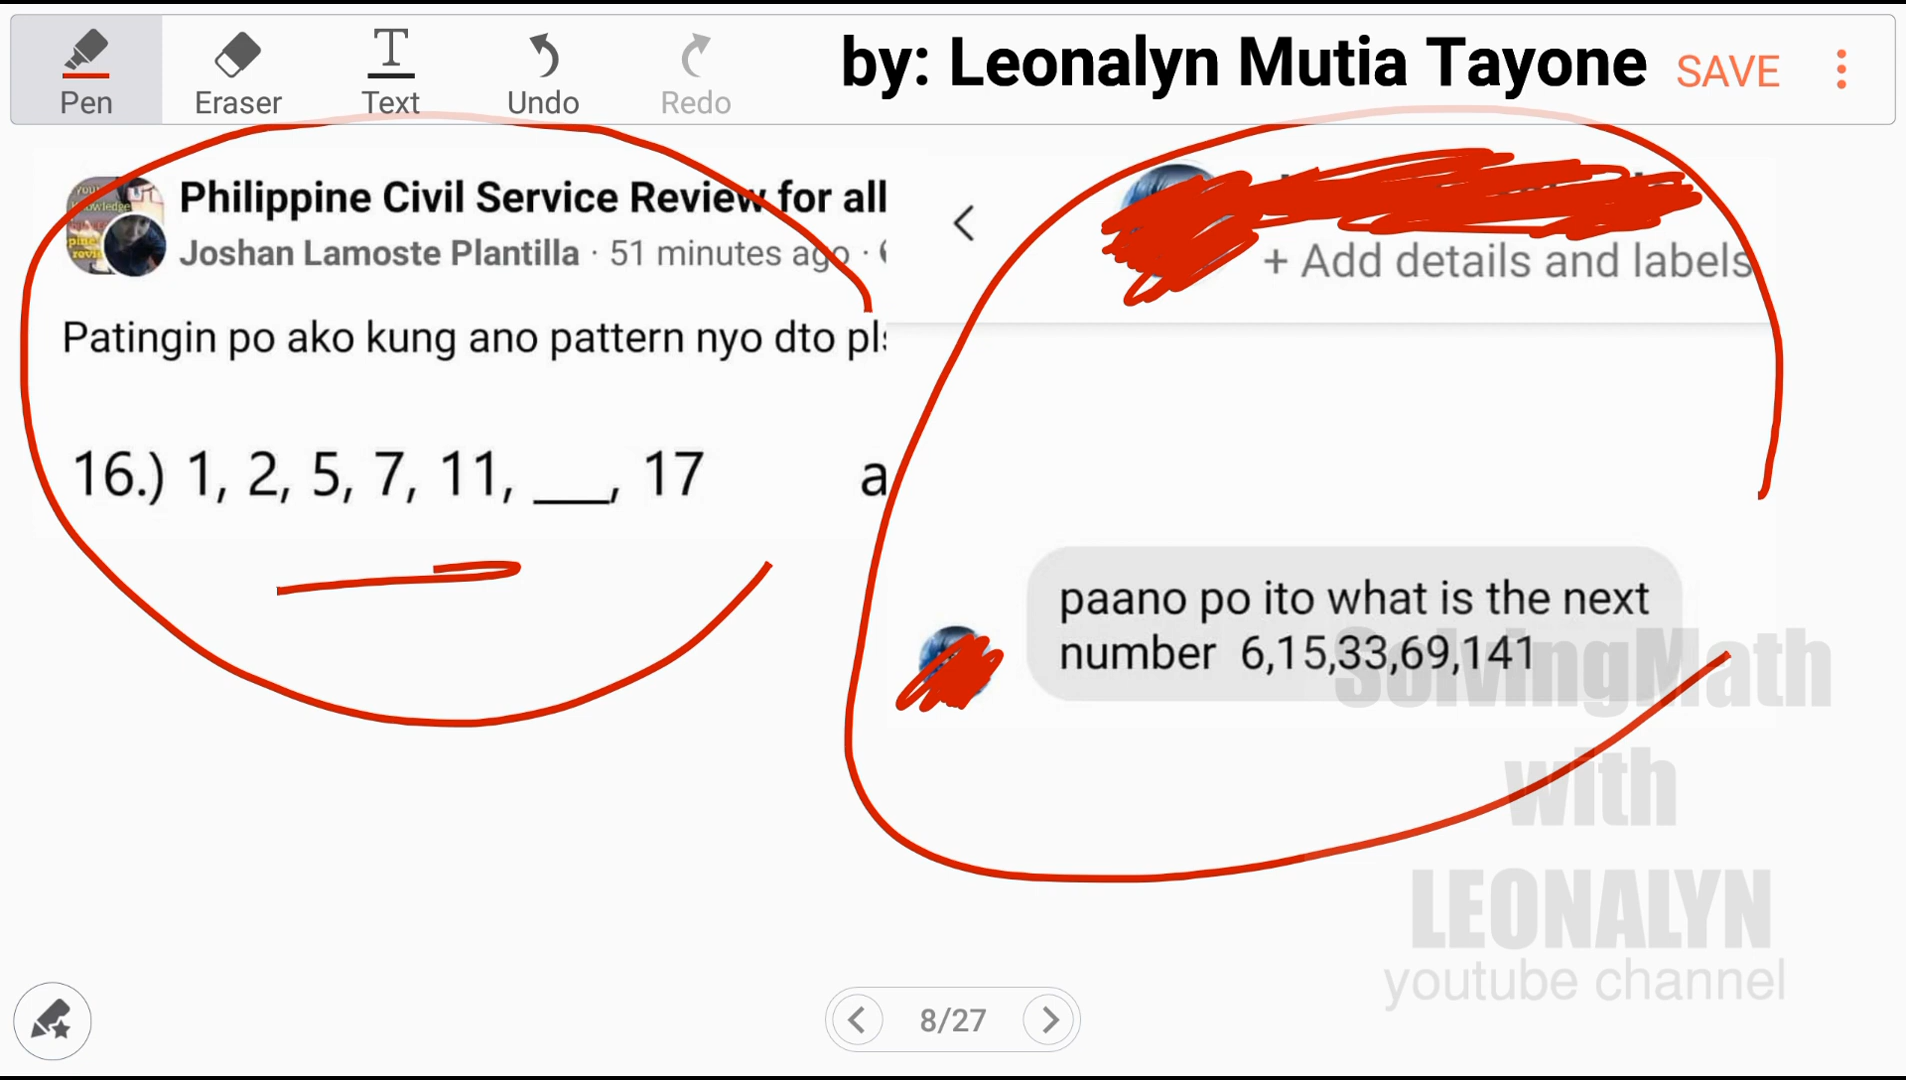 Pen
Eraser
Text
Undo
Redo
by: Leonalyn Mutia Tayone
SAVE
Philippine Civil Service Review for all
Joshan Lamoste Plantilla · 51 minutes ago ·
Patingin po ako kung ano pattern nyo dto
16.) 1, 2, 5, 7, 11, ___, 17
a
+ Add details and labels
paano po ito what is the next
number 6,15,33,69,141
SolvingMath
with
LEONALYN
youtube channel
8/27